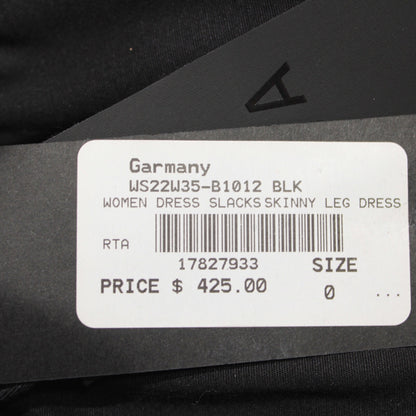 A
Garmany
WS22W35-B1012 BLK
WOMEN DRESS SLACKS SKINNY LEG DRESS
RTA
17827933 SIZE
PRICE $ 425.00 0 ...